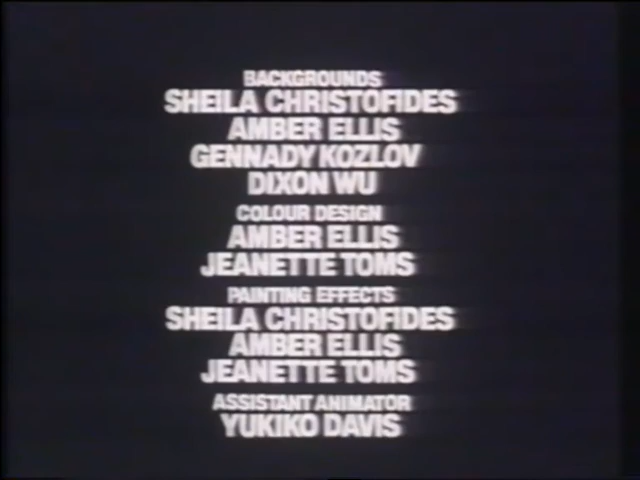 BACKGROUNDS
SHEILA CHRISTOFIDES
AMBER ELLIS
GENNADY KOZLOV
DIXON WU
COLOUR DESIGN
AMBER ELLIS
JEANETTE TOMS
PAINTING EFFECTS
SHEILA CHRISTOFIDES
AMBER ELLIS
JEANETTE TOMS
ASSISTANT ANIMATOR
YUKIKO DAVIS